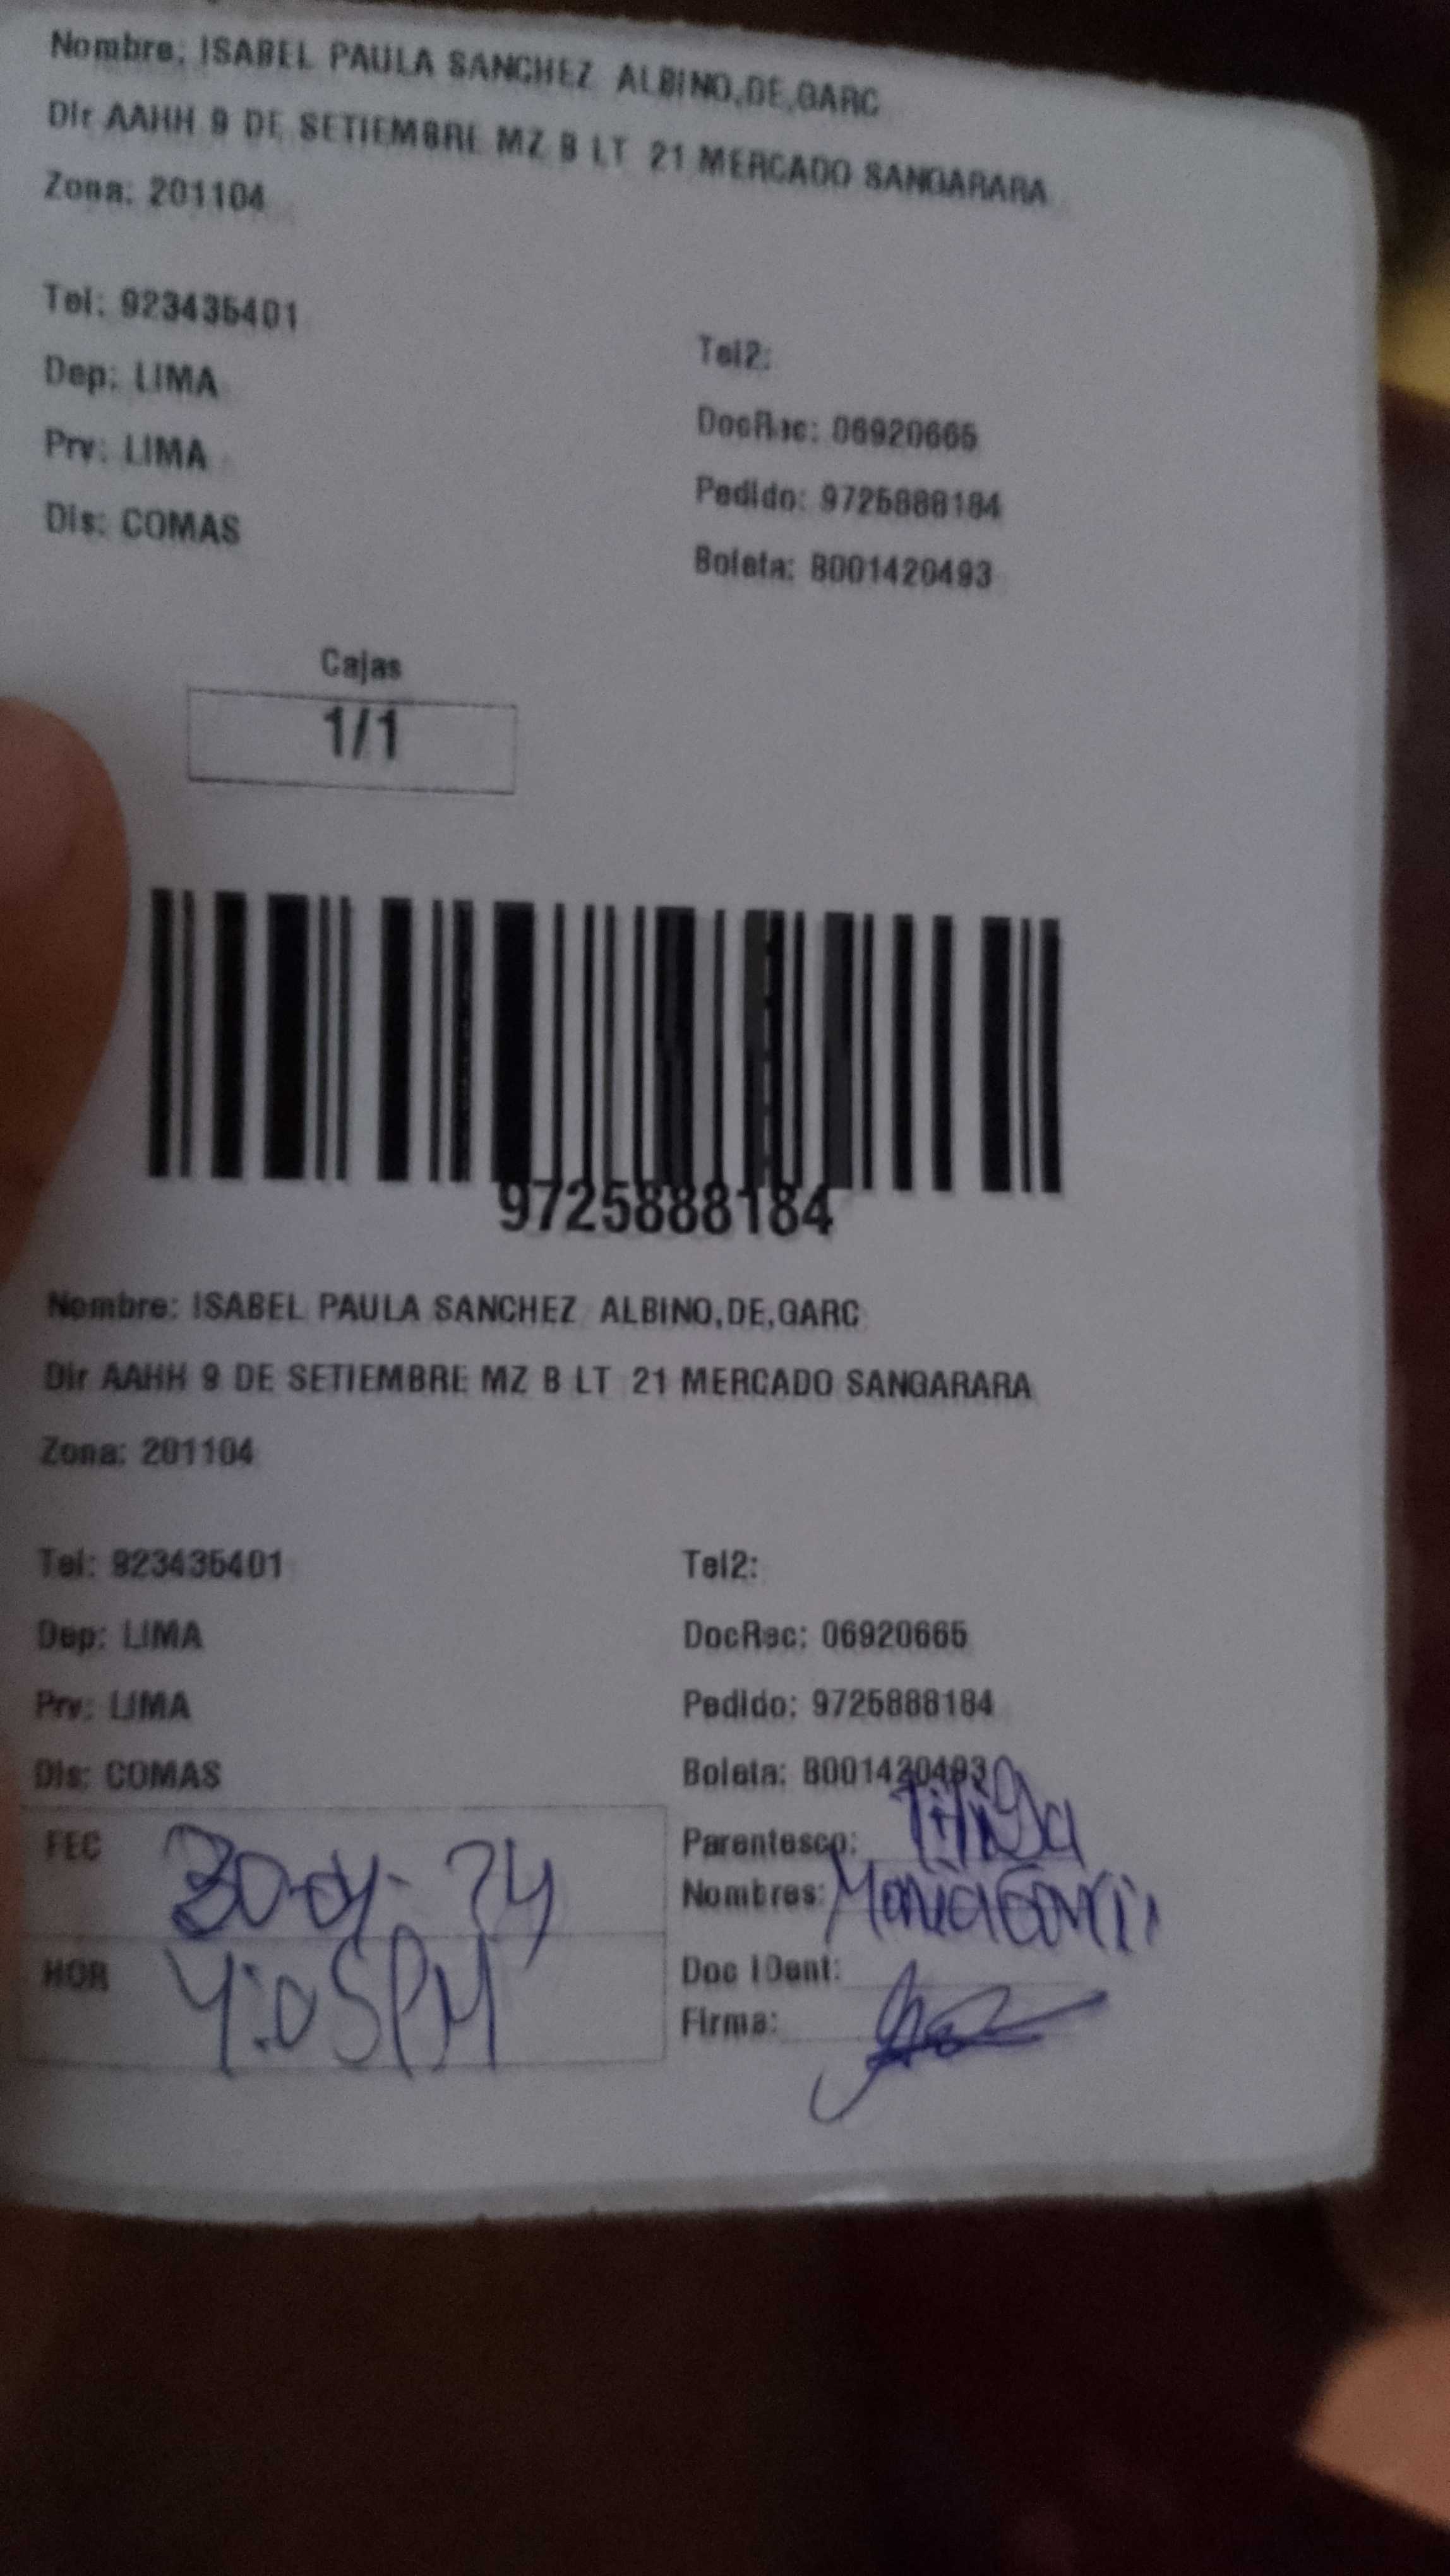 Nombre: ISABEL PAULA SANCHEZ ALBINO,DE,GARC
Dir AAHH 9 DE SETIEMBRE MZ B LT 21 MERCADO SANGARARA
Zona: 201104
Tel: 923435401
Tel2:
Dep: LIMA
DocRec: 06920665
Prv: LIMA
Pedido: 9725888184
Dis: COMAS
Boleta: B001420493
Cajas
1/1
9725888184
Nombre: ISABEL PAULA SANCHEZ ALBINO,DE,GARC
Dir AAHH 9 DE SETIEMBRE MZ B LT 21 MERCADO SANGARARA
Zona: 201104
Tel: 923435401
Tel2:
Dep: LIMA
DocRec: 06920665
Prv: LIMA
Pedido: 9725888184
Dis: COMAS
Boleta: B001420493
FEC
Parentesco:
Nombres: Maria
HOR 4:05PM
Doc IDent:
Firma: